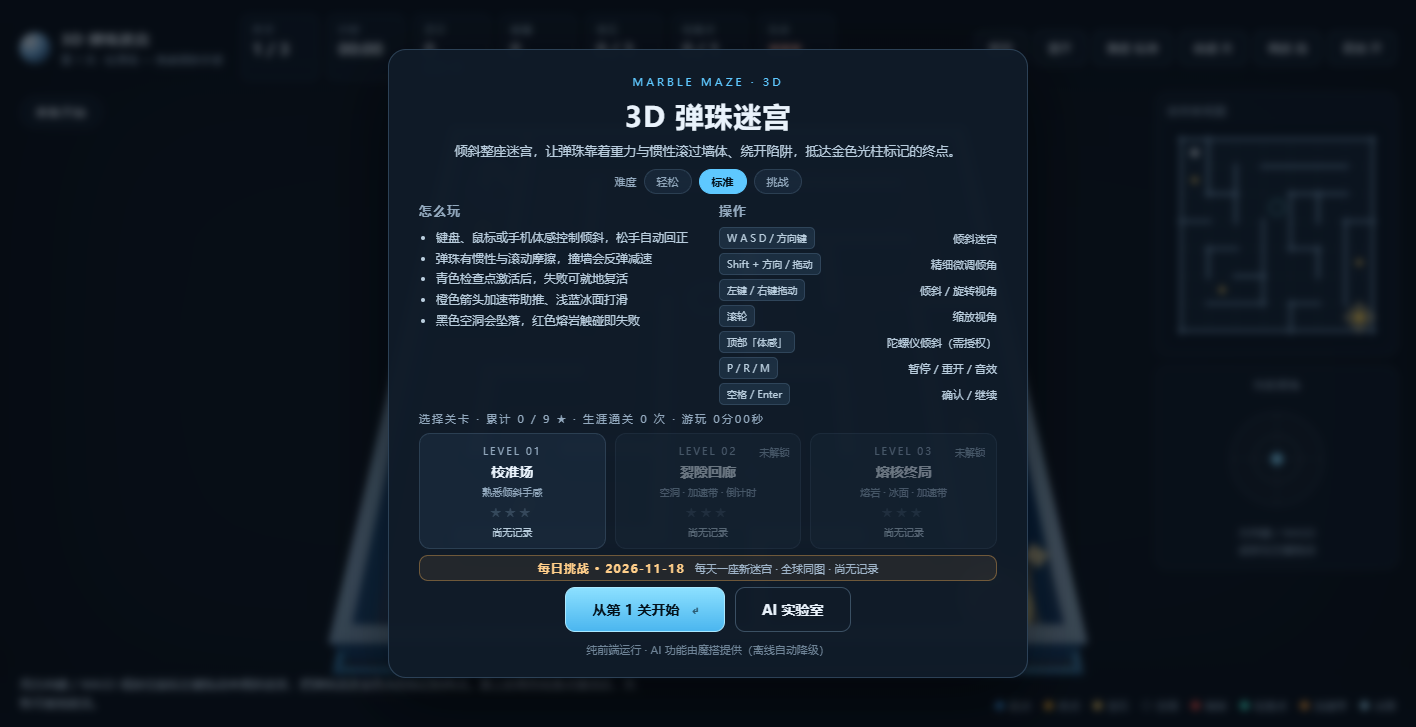 MARBLE MAZE · 3D
3D 弹珠迷宫
倾斜整座迷宫，让弹珠靠着重力与惯性滚过墙体、绕开陷阱，抵达金色光柱标记的终点。
难度 轻松 标准 挑战
怎么玩
键盘、鼠标或手机体感控制倾斜，松手自动回正
弹珠有惯性与滚动摩擦，撞墙会反弹减速
青色检查点激活后，失败可就地复活
橙色箭头加速带助推、浅蓝冰面打滑
黑色空洞会坠落，红色熔岩触碰即失败
操作
W A S D / 方向键 倾斜迷宫
Shift + 方向 / 拖动 精细微调倾角
左键 / 右键拖动 倾斜 / 旋转视角
滚轮 缩放视角
顶部「体感」 陀螺仪倾斜（需授权）
P / R / M 暂停 / 重开 / 音效
空格 / Enter 确认 / 继续
选择关卡 · 累计 0 / 9 ★ · 生涯通关 0 次 · 游玩 0分00秒
LEVEL 01
校准场
熟悉倾斜手感
★★★
尚无记录
LEVEL 02 未解锁
裂隙回廊
空洞 · 加速带 · 倒计时
★★★
尚无记录
LEVEL 03 未解锁
熔核终局
熔岩 · 冰面 · 加速带
★★★
尚无记录
每日挑战 · 2026-11-18 每天一座新迷宫 · 全球同图 · 尚无记录
从第 1 关开始 ↲
AI 实验室
纯前端运行 · AI 功能由魔搭提供（离线自动降级）